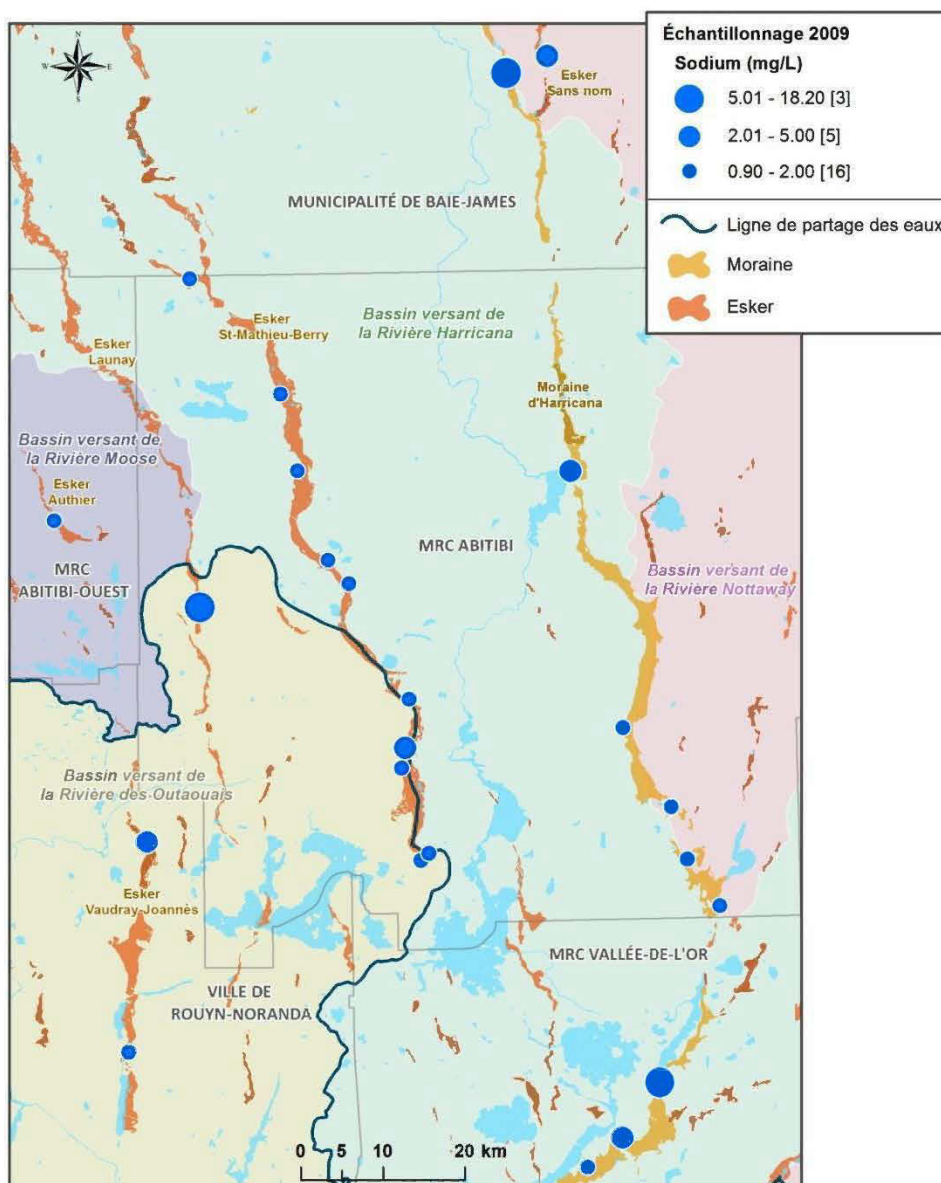 N
W E
S
Échantillonnage 2009
Sodium (mg/L)
5.01 - 18.20 [3]
2.01 - 5.00 [5]
0.90 - 2.00 [16]
Ligne de partage des eaux
Moraine
Esker
Esker
Sans nom
MUNICIPALITÉ DE BAIE-JAMES
Esker
St-Mathieu-Berry
Bassin versant de
la Rivière Harricana
Esker
Launay
Moraine
d'Harricana
Bassin versant de
la Rivière Moose
Esker
Authier
MRC ABITIBI
MRC
ABITIBI-OUEST
Bassin versant de
la Rivière Nottaway
Bassin versant de
la Rivière des Outaouais
Esker
Vaudray-Joannès
MRC VALLÉE-DE-L'OR
VILLE DE
ROUYN-NORANDA
0 5 10 20 km